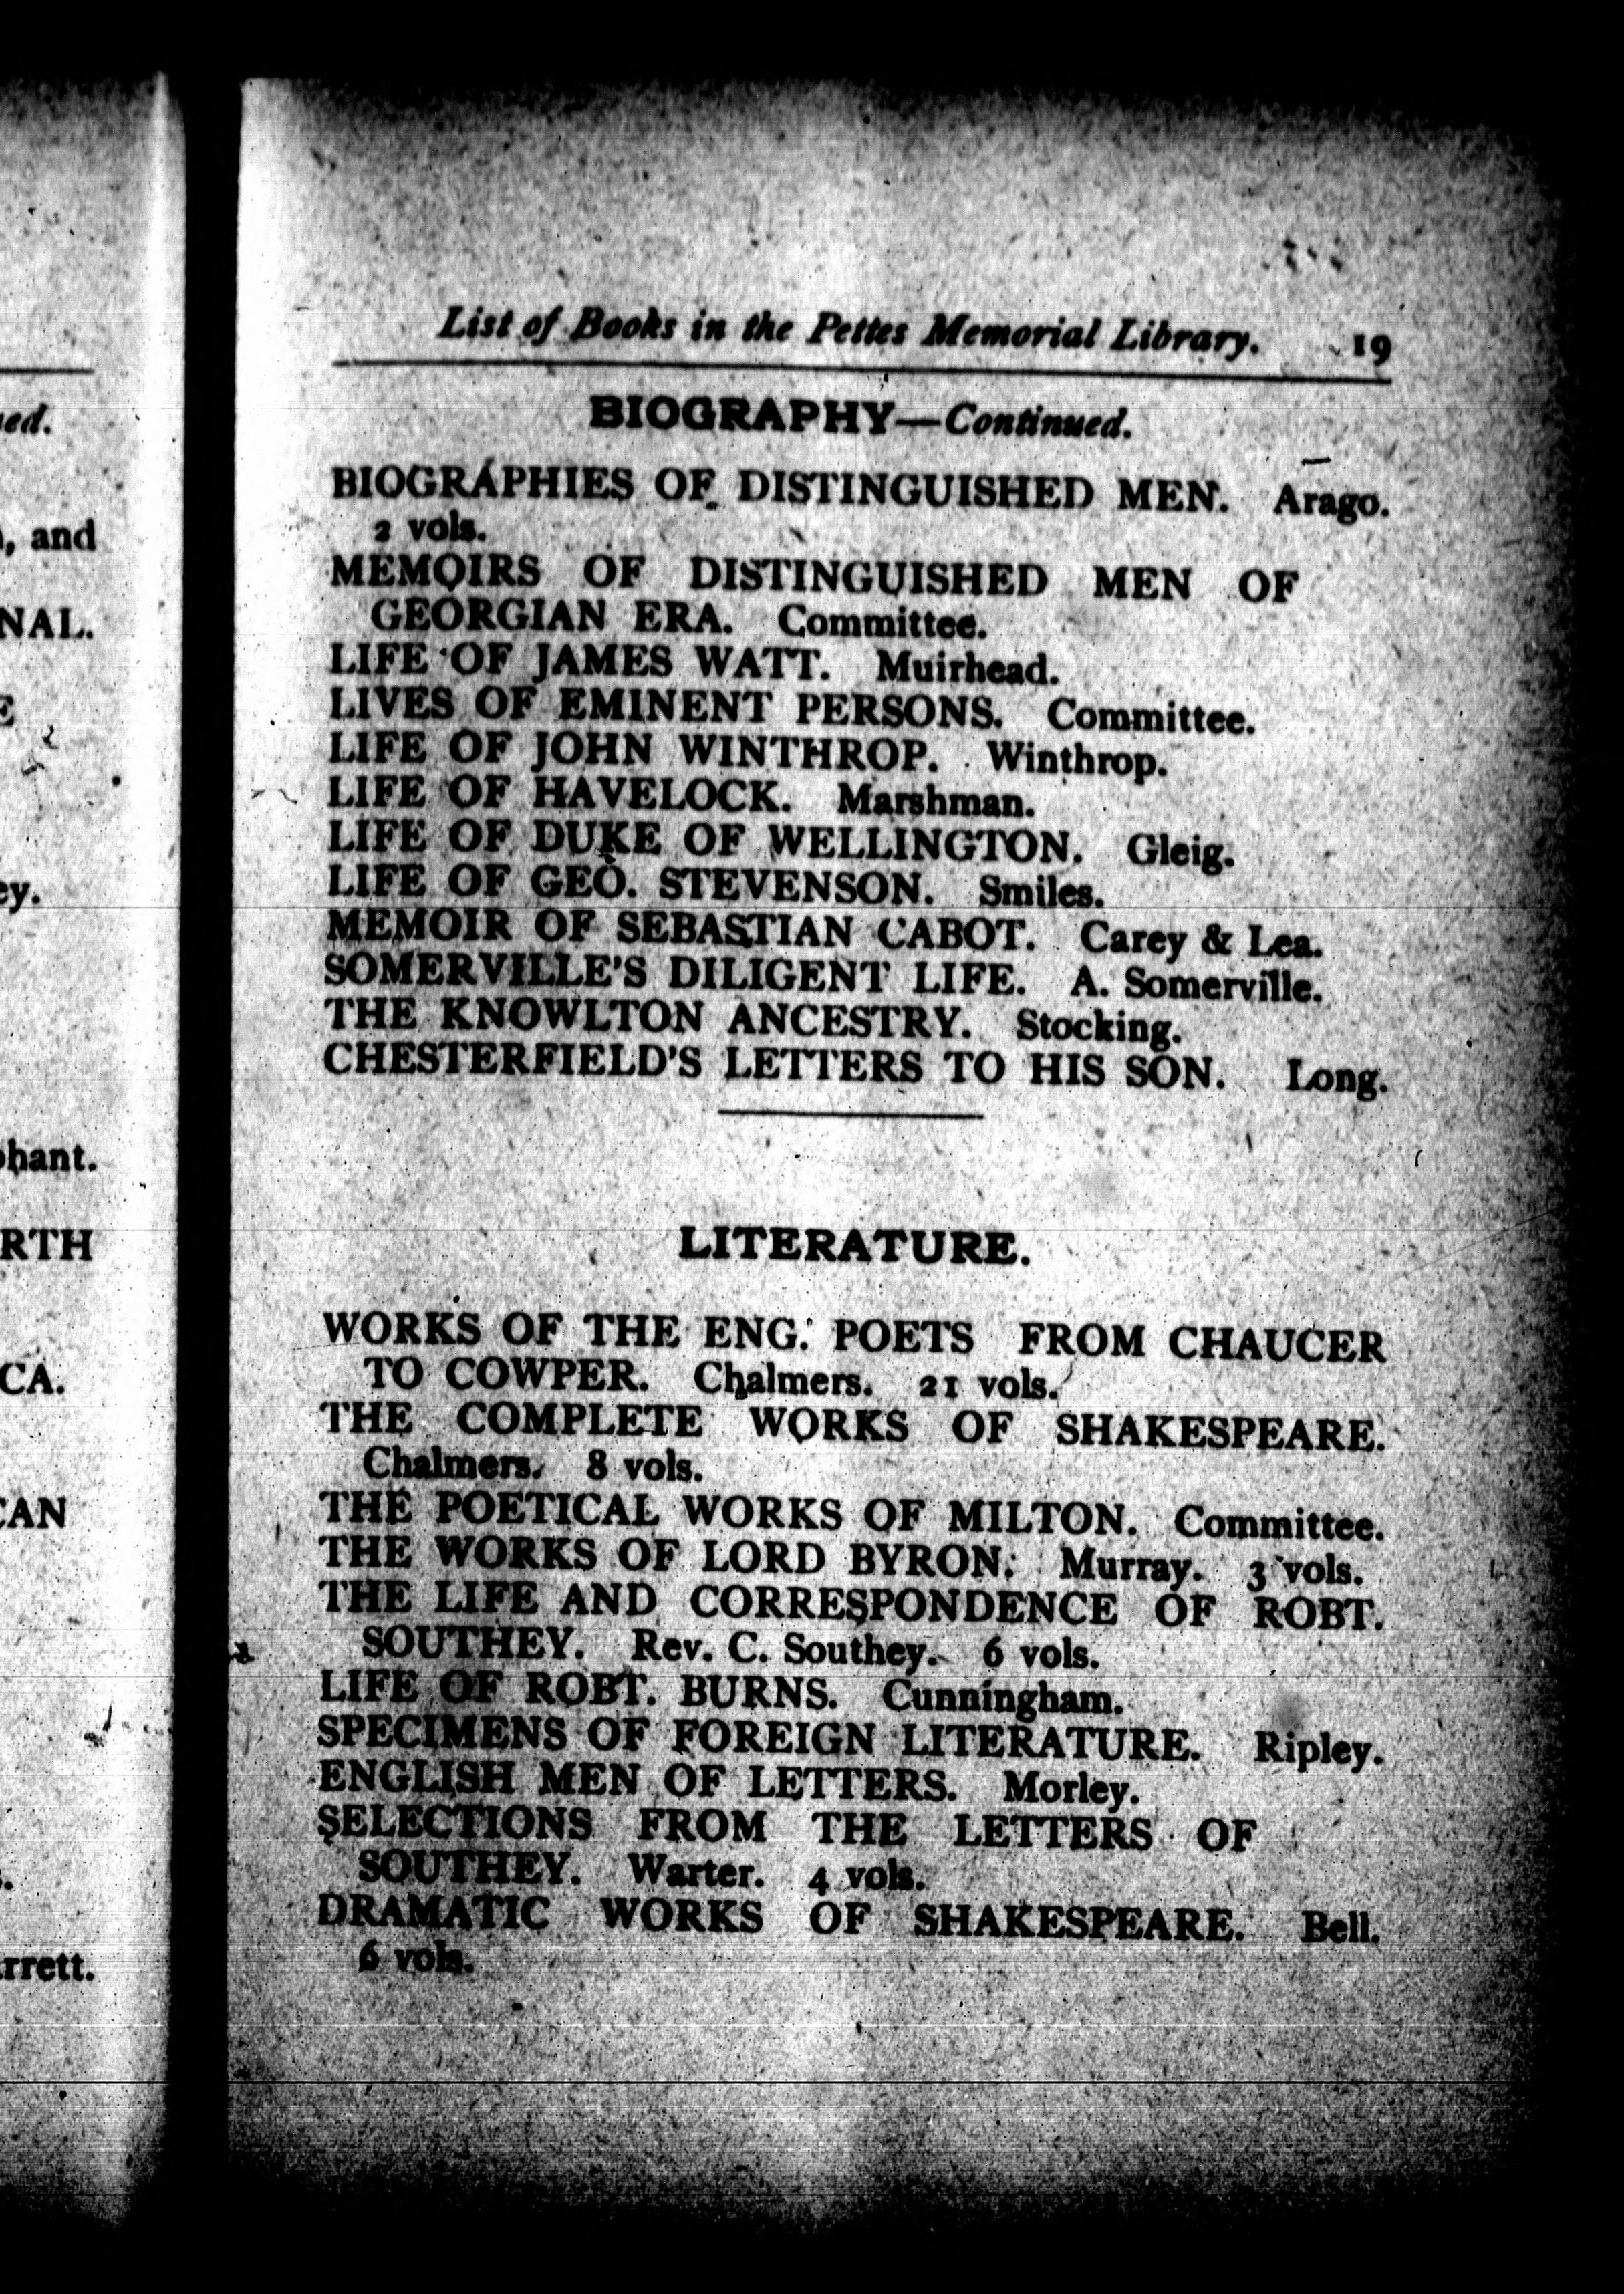 ed.
, and
NAL.
E
ey.
phant.
RTH
CA.
CAN
rrett.
List of Books in the Pettes Memorial Library. 19
BIOGRAPHY—Continued.
BIOGRAPHIES OF DISTINGUISHED MEN. Arago.
2 vols.
MEMOIRS OF DISTINGUISHED MEN OF
GEORGIAN ERA. Committee.
LIFE OF JAMES WATT. Muirhead.
LIVES OF EMINENT PERSONS. Committee.
LIFE OF JOHN WINTHROP. Winthrop.
LIFE OF HAVELOCK. Marshman.
LIFE OF DUKE OF WELLINGTON. Gleig.
LIFE OF GEO. STEVENSON. Smiles.
MEMOIR OF SEBASTIAN CABOT. Carey & Lea.
SOMERVILLE'S DILIGENT LIFE. A. Somerville.
THE KNOWLTON ANCESTRY. Stocking.
CHESTERFIELD'S LETTERS TO HIS SON. Long.
LITERATURE.
WORKS OF THE ENG. POETS FROM CHAUCER
TO COWPER. Chalmers. 21 vols.
THE COMPLETE WORKS OF SHAKESPEARE.
Chalmers. 8 vols.
THE POETICAL WORKS OF MILTON. Committee.
THE WORKS OF LORD BYRON. Murray. 3 vols.
THE LIFE AND CORRESPONDENCE OF ROBT.
SOUTHEY. Rev. C. Southey. 6 vols.
LIFE OF ROBT. BURNS. Cunningham.
SPECIMENS OF FOREIGN LITERATURE. Ripley.
ENGLISH MEN OF LETTERS. Morley.
SELECTIONS FROM THE LETTERS OF
SOUTHEY. Warter. 4 vols.
DRAMATIC WORKS OF SHAKESPEARE. Bell.
6 vols.